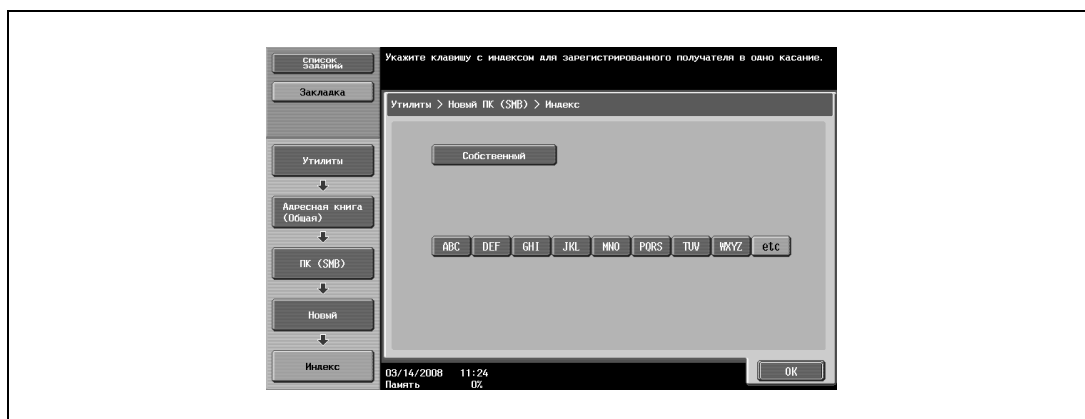 Список
заданий
Закладка
Утилиты
Адресная книга
(Общая)
ПК (SMB)
Новый
Индекс
Укажите клавишу с индексом для зарегистрированного получателя в одно касание.
Утилиты > Новый ПК (SMB) > Индекс
Собственный
ABC DEF GHI JKL MNO PQRS TUV WXYZ etc
03/14/2008 11:24
Память 0%
OK